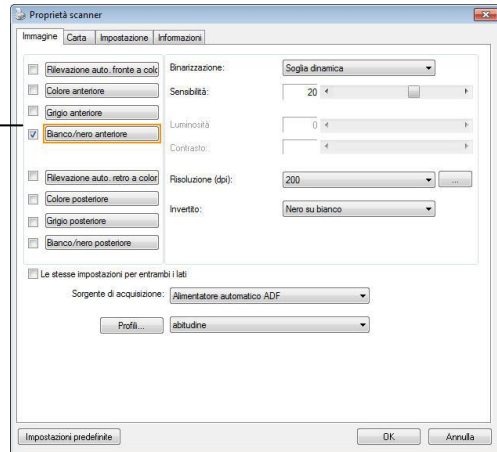 Proprietà scanner
Immagine Carta Impostazione Informazioni
Rilevazione auto. fronte a colo
Colore anteriore
Grigio anteriore
Bianco/nero anteriore
Rilevazione auto. retro a color
Colore posteriore
Grigio posteriore
Bianco/nero posteriore
Binarizzazione: Soglia dinamica
Sensibilità: 20
Luminosità 0
Contrasto:
Risoluzione (dpi): 200 ...
Invertito: Nero su bianco
Le stesse impostazioni per entrambi i lati
Sorgente di acquisizione: Alimentatore automatico ADF
Profili... abitudine
Impostazioni predefinite OK Annulla